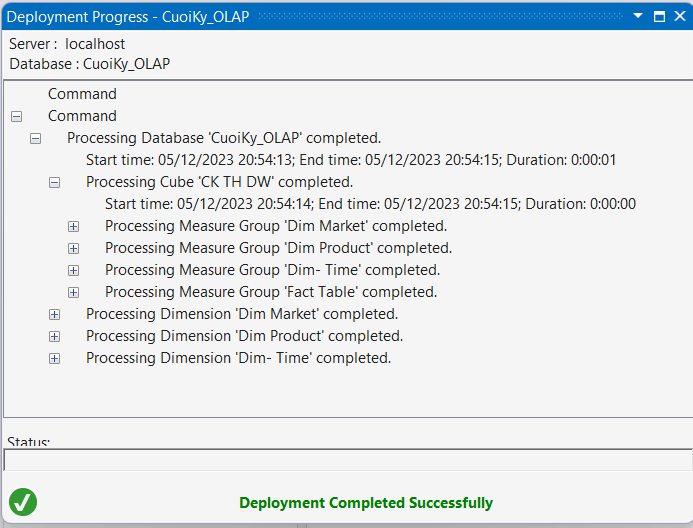 Deployment Progress - CuoiKy_OLAP
Server : localhost
Database : CuoiKy_OLAP
Command
Command
Processing Database 'CuoiKy_OLAP' completed.
Start time: 05/12/2023 20:54:13; End time: 05/12/2023 20:54:15; Duration: 0:00:01
Processing Cube 'CK TH DW' completed.
Start time: 05/12/2023 20:54:14; End time: 05/12/2023 20:54:15; Duration: 0:00:00
Processing Measure Group 'Dim Market' completed.
Processing Measure Group 'Dim Product' completed.
Processing Measure Group 'Dim- Time' completed.
Processing Measure Group 'Fact Table' completed.
Processing Dimension 'Dim Market' completed.
Processing Dimension 'Dim Product' completed.
Processing Dimension 'Dim- Time' completed.
Status:
Deployment Completed Successfully